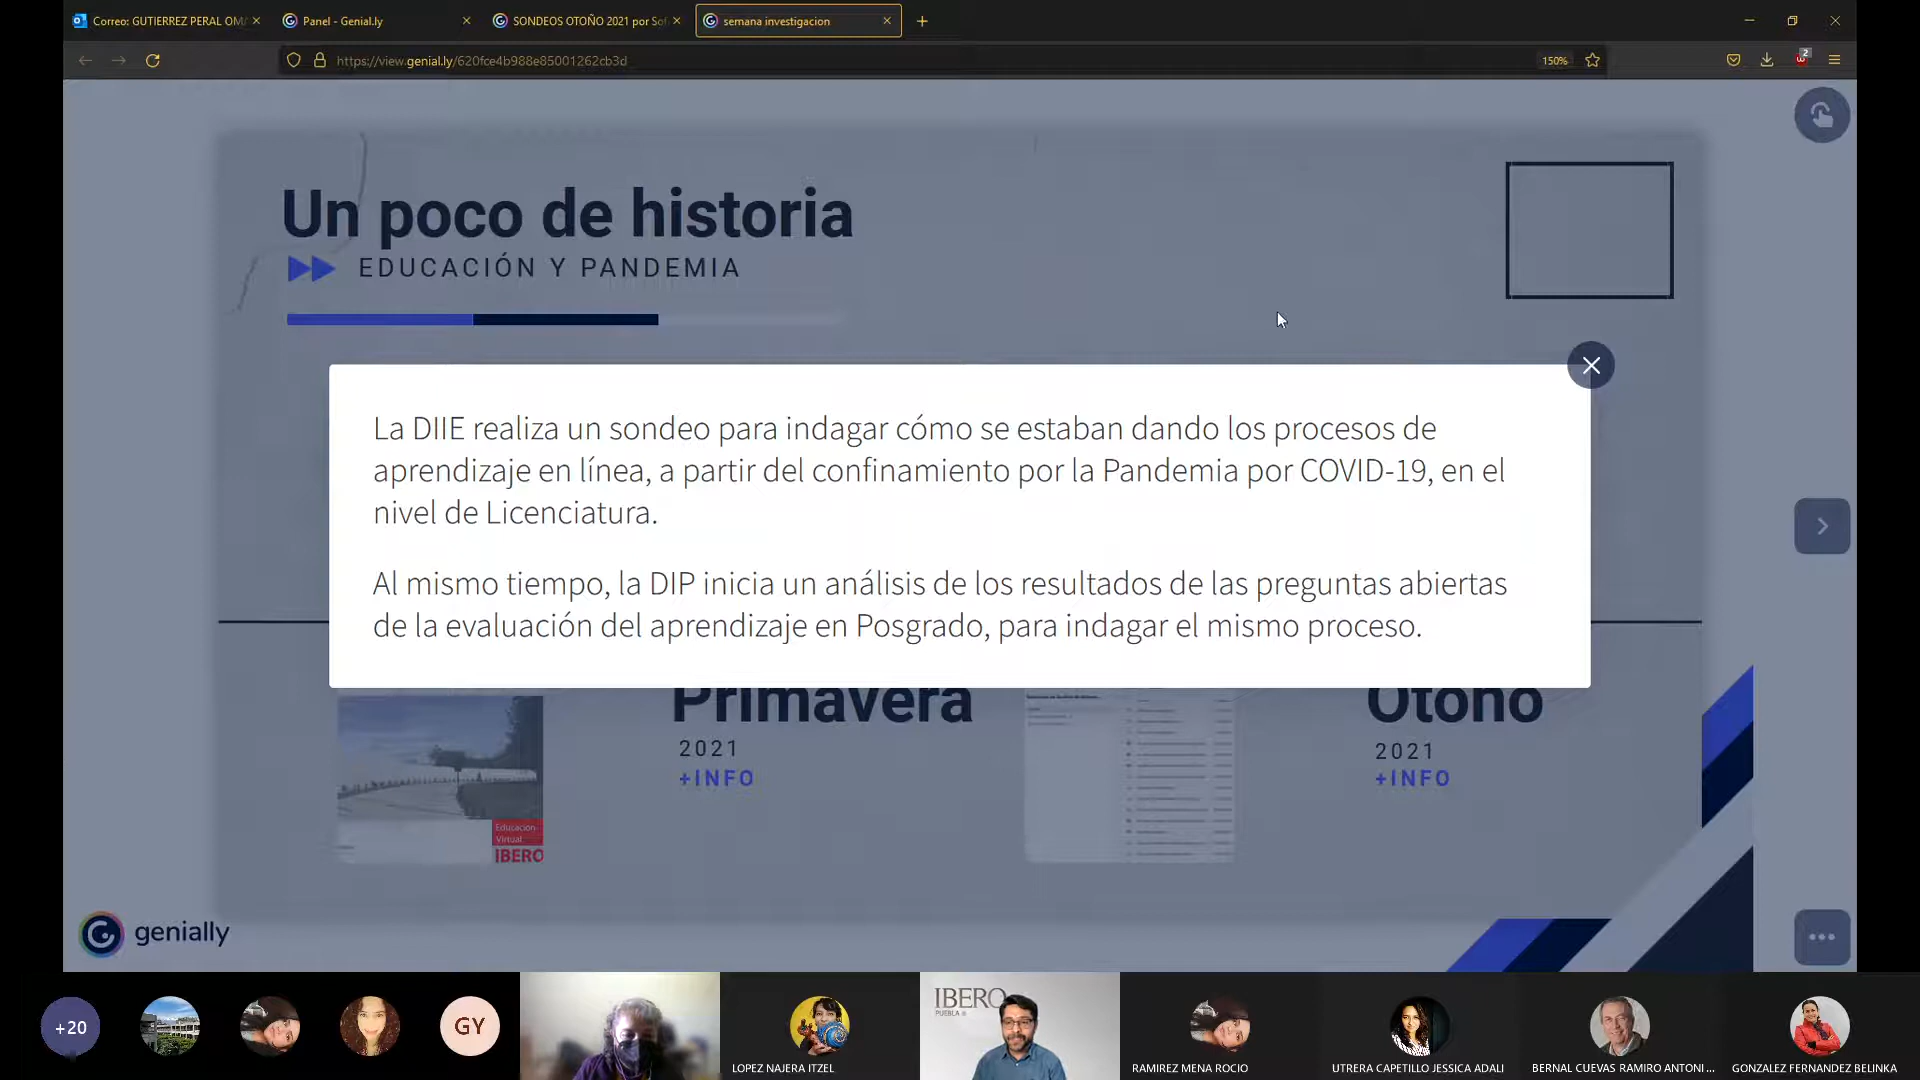 Correo: GUTIERREZ PERAL OMA
Panel - Genial.ly
SONDEOS OTOÑO 2021 por Sof
semana investigacion
https://view.genial.ly/620fce4b988e85001262cb3d
150%
2
Un poco de historia
EDUCACIÓN Y PANDEMIA
La DIIE realiza un sondeo para indagar cómo se estaban dando los procesos de
aprendizaje en línea, a partir del confinamiento por la Pandemia por COVID-19, en el
nivel de Licenciatura.
Al mismo tiempo, la DIP inicia un análisis de los resultados de las preguntas abiertas
de la evaluación del aprendizaje en Posgrado, para indagar el mismo proceso.
Primavera
2021
+INFO
Otoño
2021
+INFO
Educación
Virtual
IBERO
genially
+20
GY
LOPEZ NAJERA ITZEL
IBERO
PUEBLA
RAMIREZ MENA ROCIO
UTRERA CAPETILLO JESSICA ADALI
BERNAL CUEVAS RAMIRO ANTONI ...
GONZALEZ FERNANDEZ BELINKA